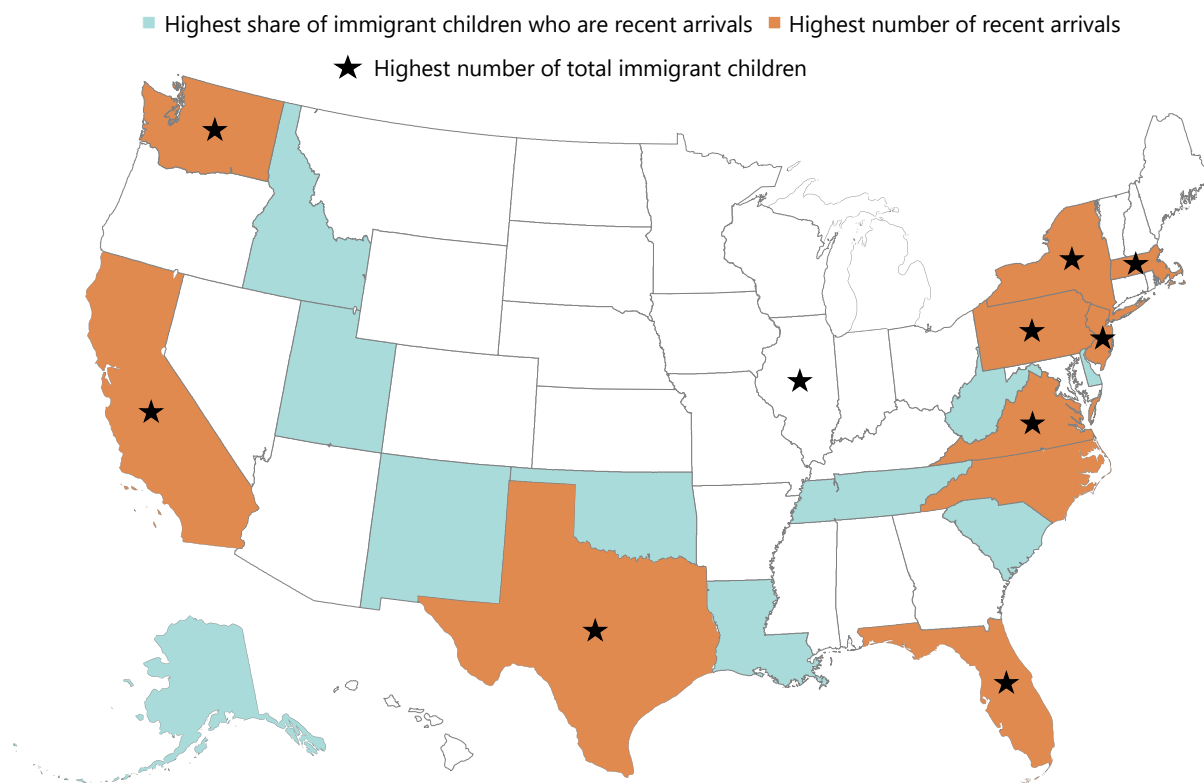 Highest share of immigrant children who are recent arrivals Highest number of recent arrivals
Highest number of total immigrant children